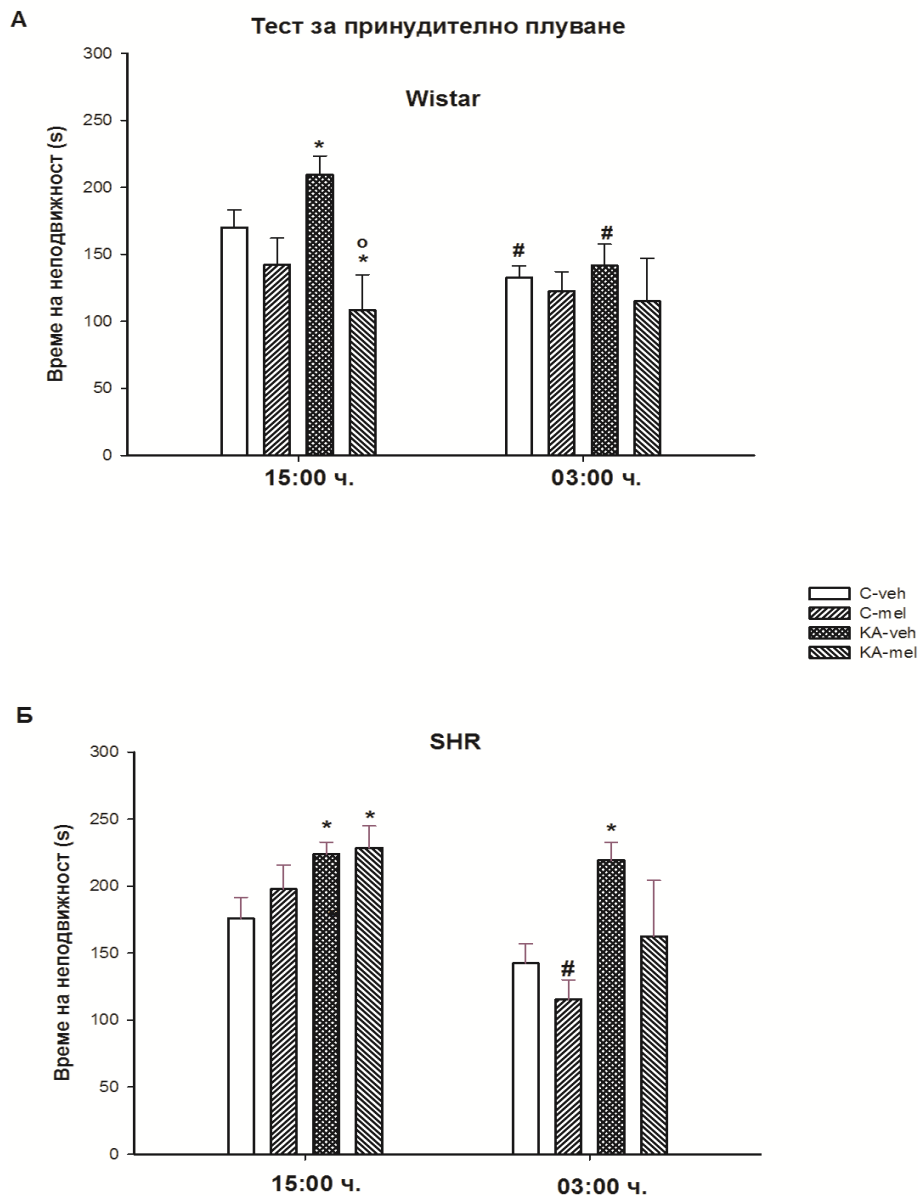 А
Тест за принудително плуване
Wistar
Време на неподвижност (s)
300
250
200
150
100
50
0
*
o
*
#
#
15:00 ч.
03:00 ч.
C-veh
C-mel
KA-veh
KA-mel
Б
SHR
Време на неподвижност (s)
300
250
200
150
100
50
0
*
*
#
*
15:00 ч.
03:00 ч.